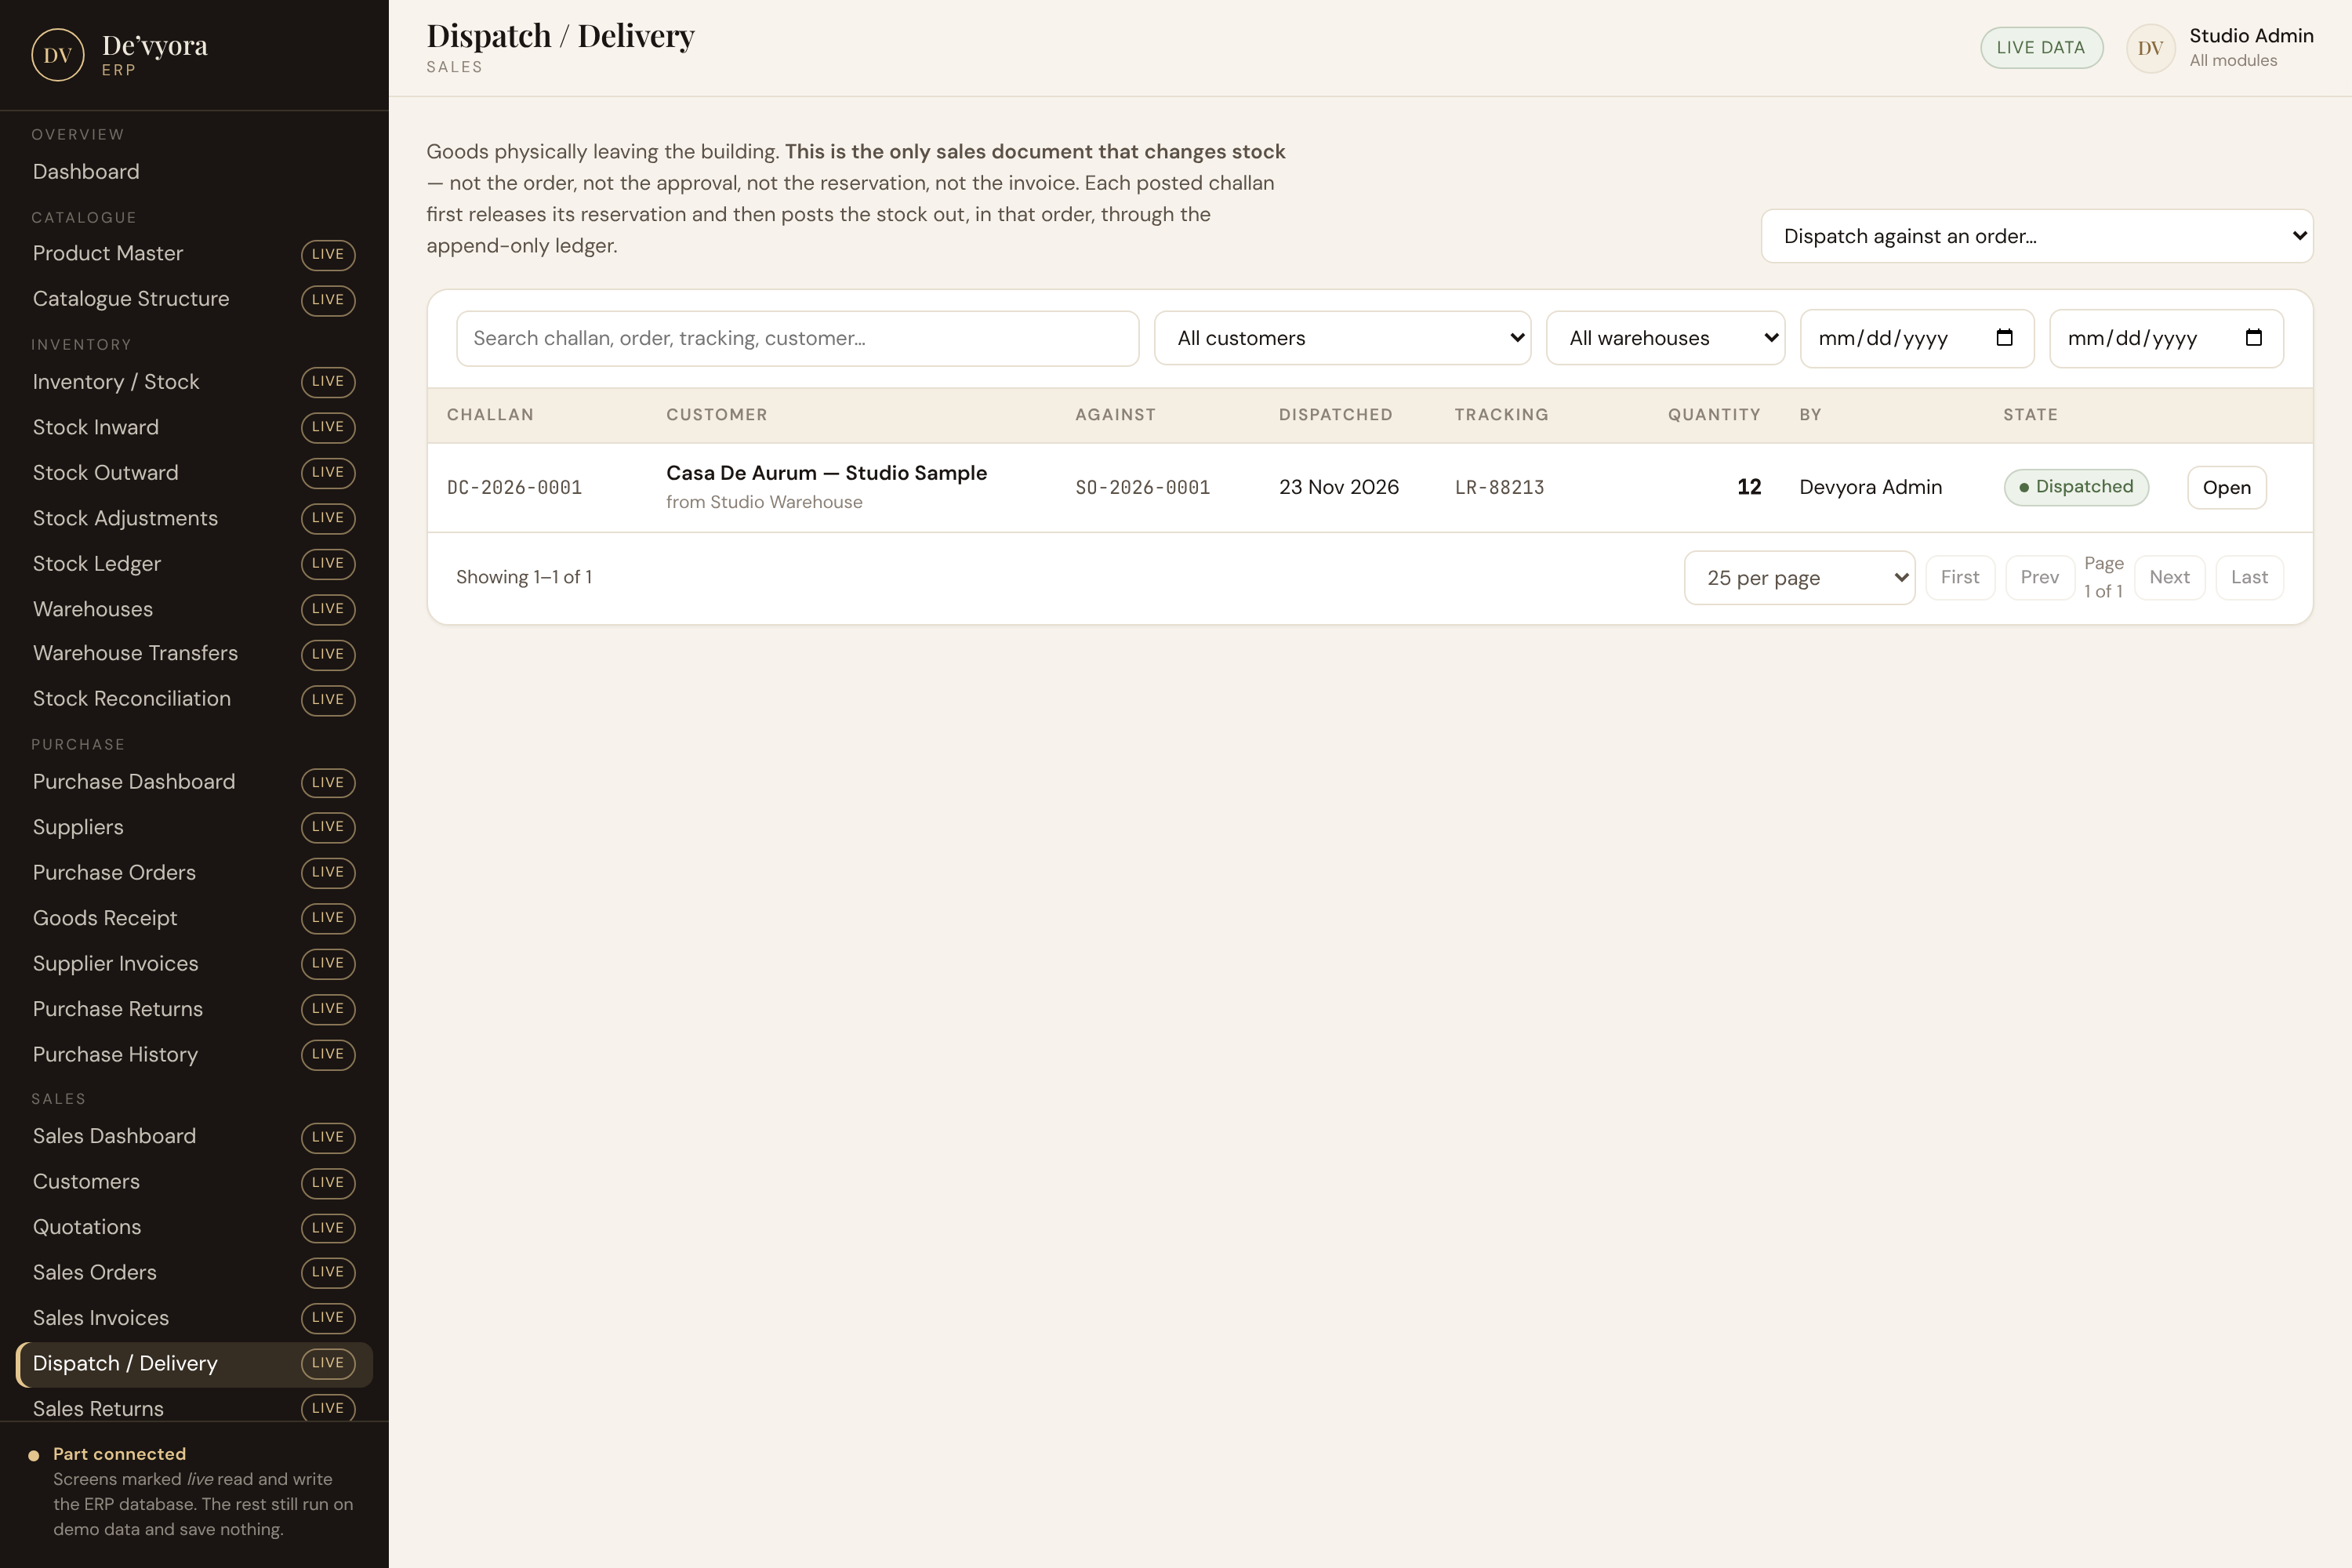 DV
De’vyora
ERP
OVERVIEW
Dashboard
CATALOGUE
Product Master LIVE
Catalogue Structure LIVE
INVENTORY
Inventory / Stock LIVE
Stock Inward LIVE
Stock Outward LIVE
Stock Adjustments LIVE
Stock Ledger LIVE
Warehouses LIVE
Warehouse Transfers LIVE
Stock Reconciliation LIVE
PURCHASE
Purchase Dashboard LIVE
Suppliers LIVE
Purchase Orders LIVE
Goods Receipt LIVE
Supplier Invoices LIVE
Purchase Returns LIVE
Purchase History LIVE
SALES
Sales Dashboard LIVE
Customers LIVE
Quotations LIVE
Sales Orders LIVE
Sales Invoices LIVE
Dispatch / Delivery LIVE
Sales Returns LIVE
Part connected
Screens marked live read and write
the ERP database. The rest still run on
demo data and save nothing.
Dispatch / Delivery
SALES
LIVE DATA
DV
Studio Admin
All modules
Goods physically leaving the building. This is the only sales document that changes stock
— not the order, not the approval, not the reservation, not the invoice. Each posted challan
first releases its reservation and then posts the stock out, in that order, through the
append-only ledger.
Dispatch against an order…
Search challan, order, tracking, customer… All customers All warehouses mm/dd/yyyy mm/dd/yyyy
CHALLAN CUSTOMER AGAINST DISPATCHED TRACKING QUANTITY BY STATE
DC-2026-0001 Casa De Aurum — Studio Sample SO-2026-0001 23 Nov 2026 LR-88213 12 Devyora Admin Dispatched Open
from Studio Warehouse
Showing 1–1 of 1 25 per page First Prev Page 1 of 1 Next Last